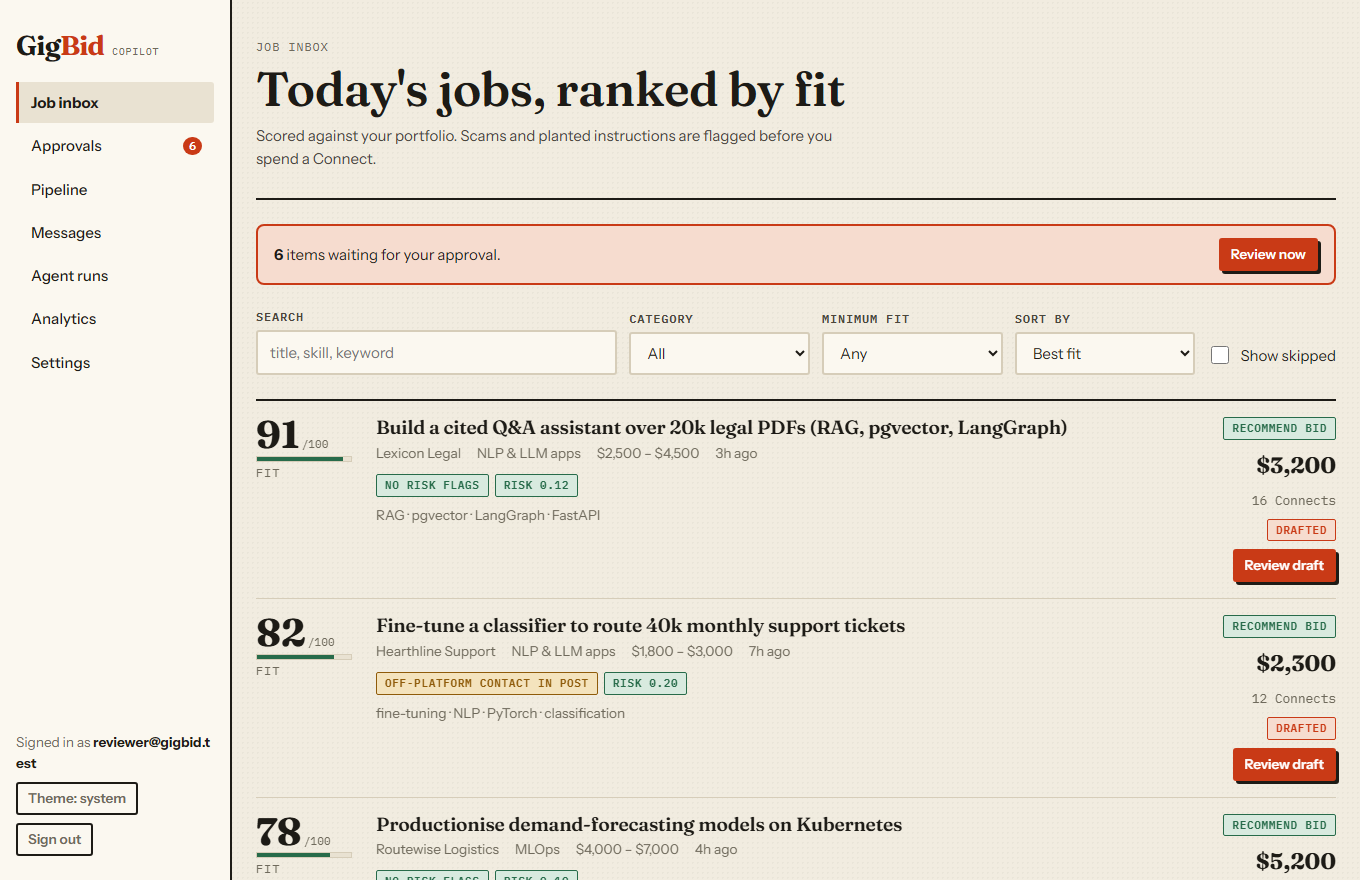 GigBid COPILOT
Job inbox
Approvals 6
Pipeline
Messages
Agent runs
Analytics
Settings
Signed in as reviewer@gigbid.t
est
Theme: system
Sign out
JOB INBOX
Today's jobs, ranked by fit
Scored against your portfolio. Scams and planted instructions are flagged before you
spend a Connect.
6 items waiting for your approval.
Review now
SEARCH
title, skill, keyword
CATEGORY
All
MINIMUM FIT
Any
SORT BY
Best fit
Show skipped
91 /100
FIT
Build a cited Q&A assistant over 20k legal PDFs (RAG, pgvector, LangGraph)
Lexicon Legal NLP & LLM apps $2,500 – $4,500 3h ago
NO RISK FLAGS RISK 0.12
RAG · pgvector · LangGraph · FastAPI
RECOMMEND BID
$3,200
16 Connects
DRAFTED
Review draft
82 /100
FIT
Fine-tune a classifier to route 40k monthly support tickets
Hearthline Support NLP & LLM apps $1,800 – $3,000 7h ago
OFF-PLATFORM CONTACT IN POST RISK 0.20
fine-tuning · NLP · PyTorch · classification
RECOMMEND BID
$2,300
12 Connects
DRAFTED
Review draft
78 /100
FIT
Productionise demand-forecasting models on Kubernetes
Routewise Logistics MLOps $4,000 – $7,000 4h ago
RECOMMEND BID
$5,200